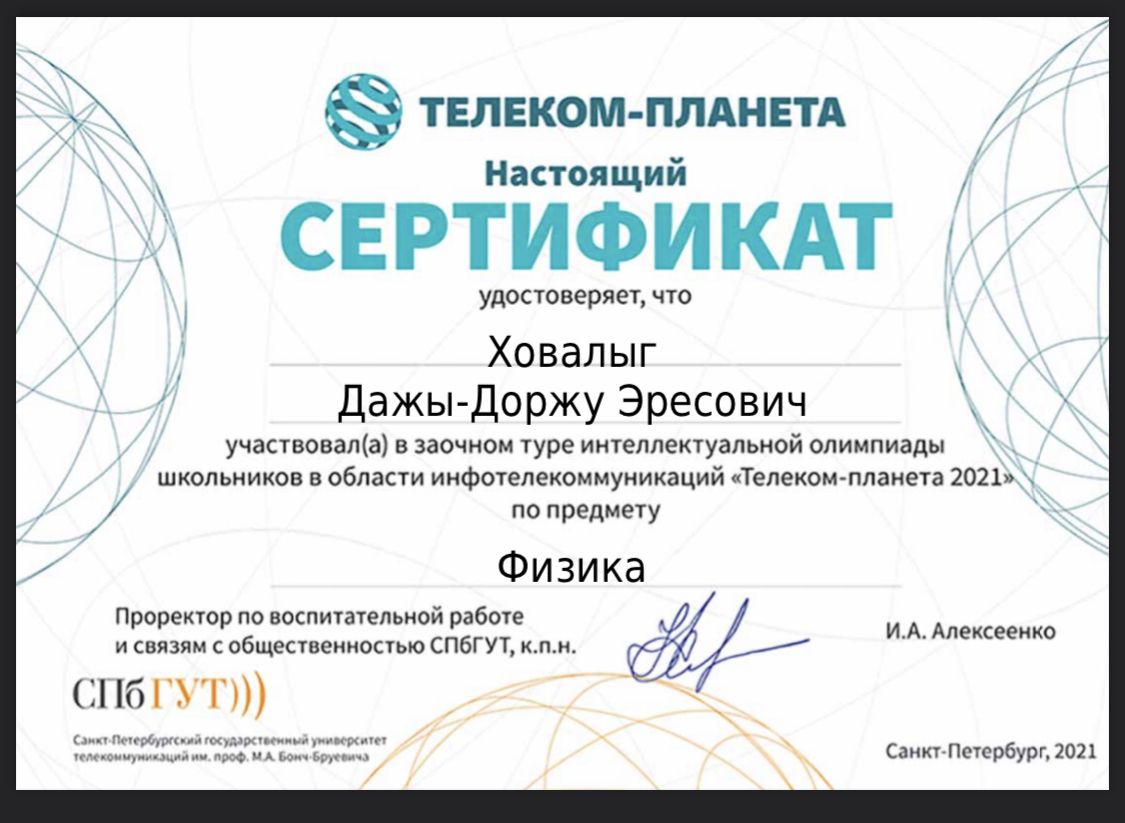 ТЕЛЕКОМ-ПЛАНЕТА
Настоящий
СЕРТИФИКАТ
удостоверяет, что
Ховалыг
Дажы-Доржу Эресович
участвовал(а) в заочном туре интеллектуальной олимпиады
школьников в области инфотелекоммуникаций «Телеком-планета 2021»
по предмету
Физика
Проректор по воспитательной работе
и связям с общественностью СПбГУТ, к.п.н.
И.А. Алексеенко
СПбГУТ)))
Санкт-Петербургский государственный университет
телекоммуникаций им. проф. М.А. Бонч-Бруевича
Санкт-Петербург, 2021